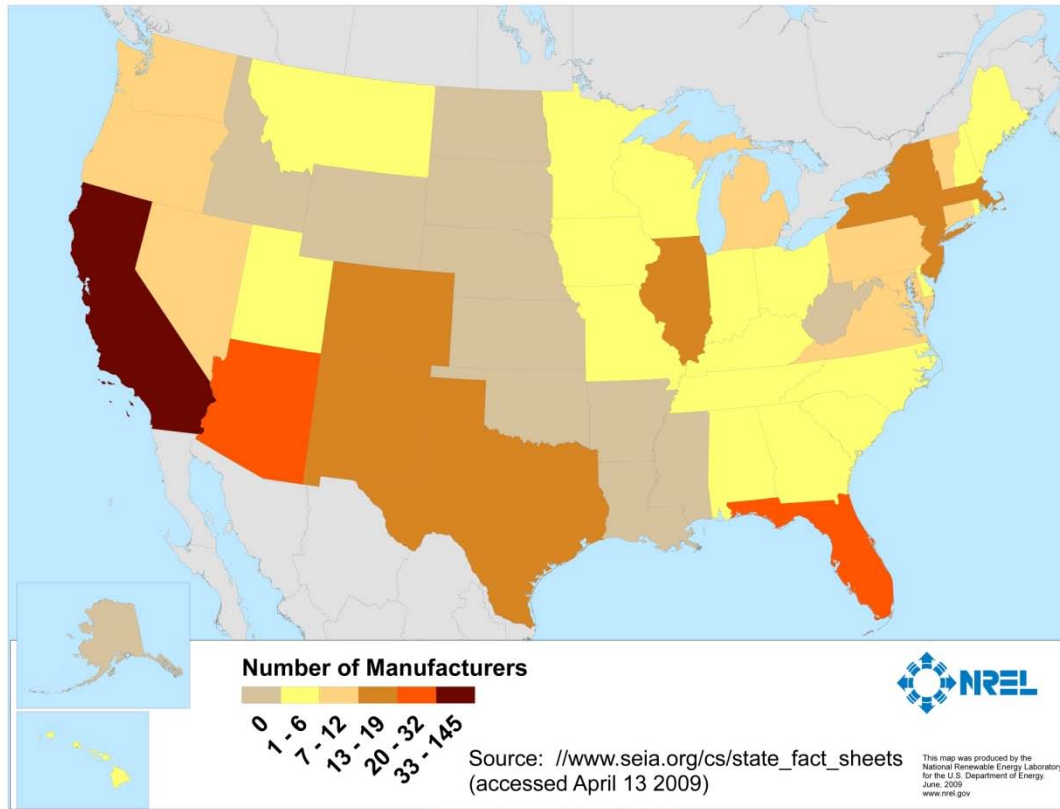 Number of Manufacturers
0
1 - 6
7 - 12
13 - 19
20 - 32
33 - 145
Source: //www.seia.org/cs/state_fact_sheets
(accessed April 13 2009)
NREL
This map was produced by the
National Renewable Energy Laboratory
for the U.S. Department of Energy.
June, 2009
www.nrel.gov